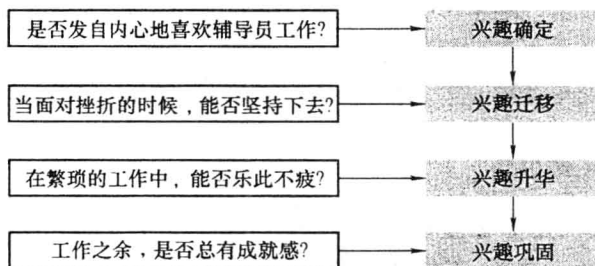 是否发自内心地喜欢辅导员工作?
兴趣确定
当面对挫折的时候，能否坚持下去?
兴趣迁移
在繁琐的工作中，能否乐此不疲?
兴趣升华
工作之余，是否总有成就感?
兴趣巩固